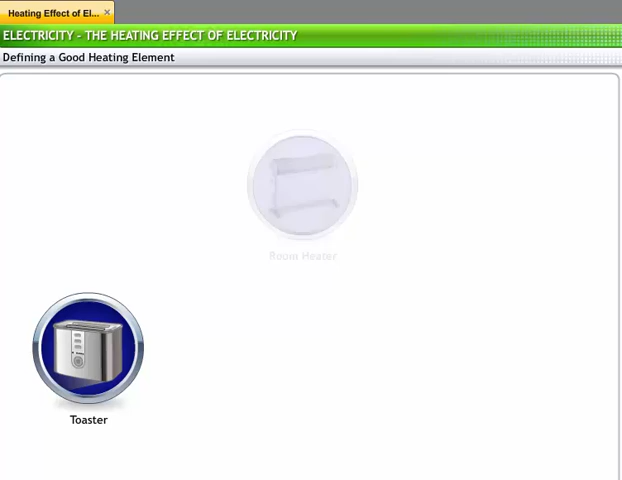 Heating Effect of El...
ELECTRICITY - THE HEATING EFFECT OF ELECTRICITY
Defining a Good Heating Element
Room Heater
Toaster